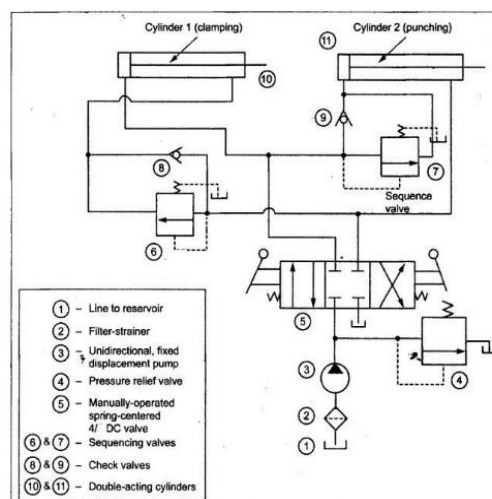 Cylinder 1 (clamping)
Cylinder 2 (punching)
11
10
9
8
7
Sequence
valve
6
5
4
3
2
1
1 – Line to reservoir
2 – Filter-strainer
3 – Unidirectional, fixed
displacement pump
4 – Pressure relief valve
5 – Manually-operated
spring-centered
4/ DC valve
6 & 7 – Sequencing valves
8 & 9 – Check valves
10 & 11 – Double-acting cylinders